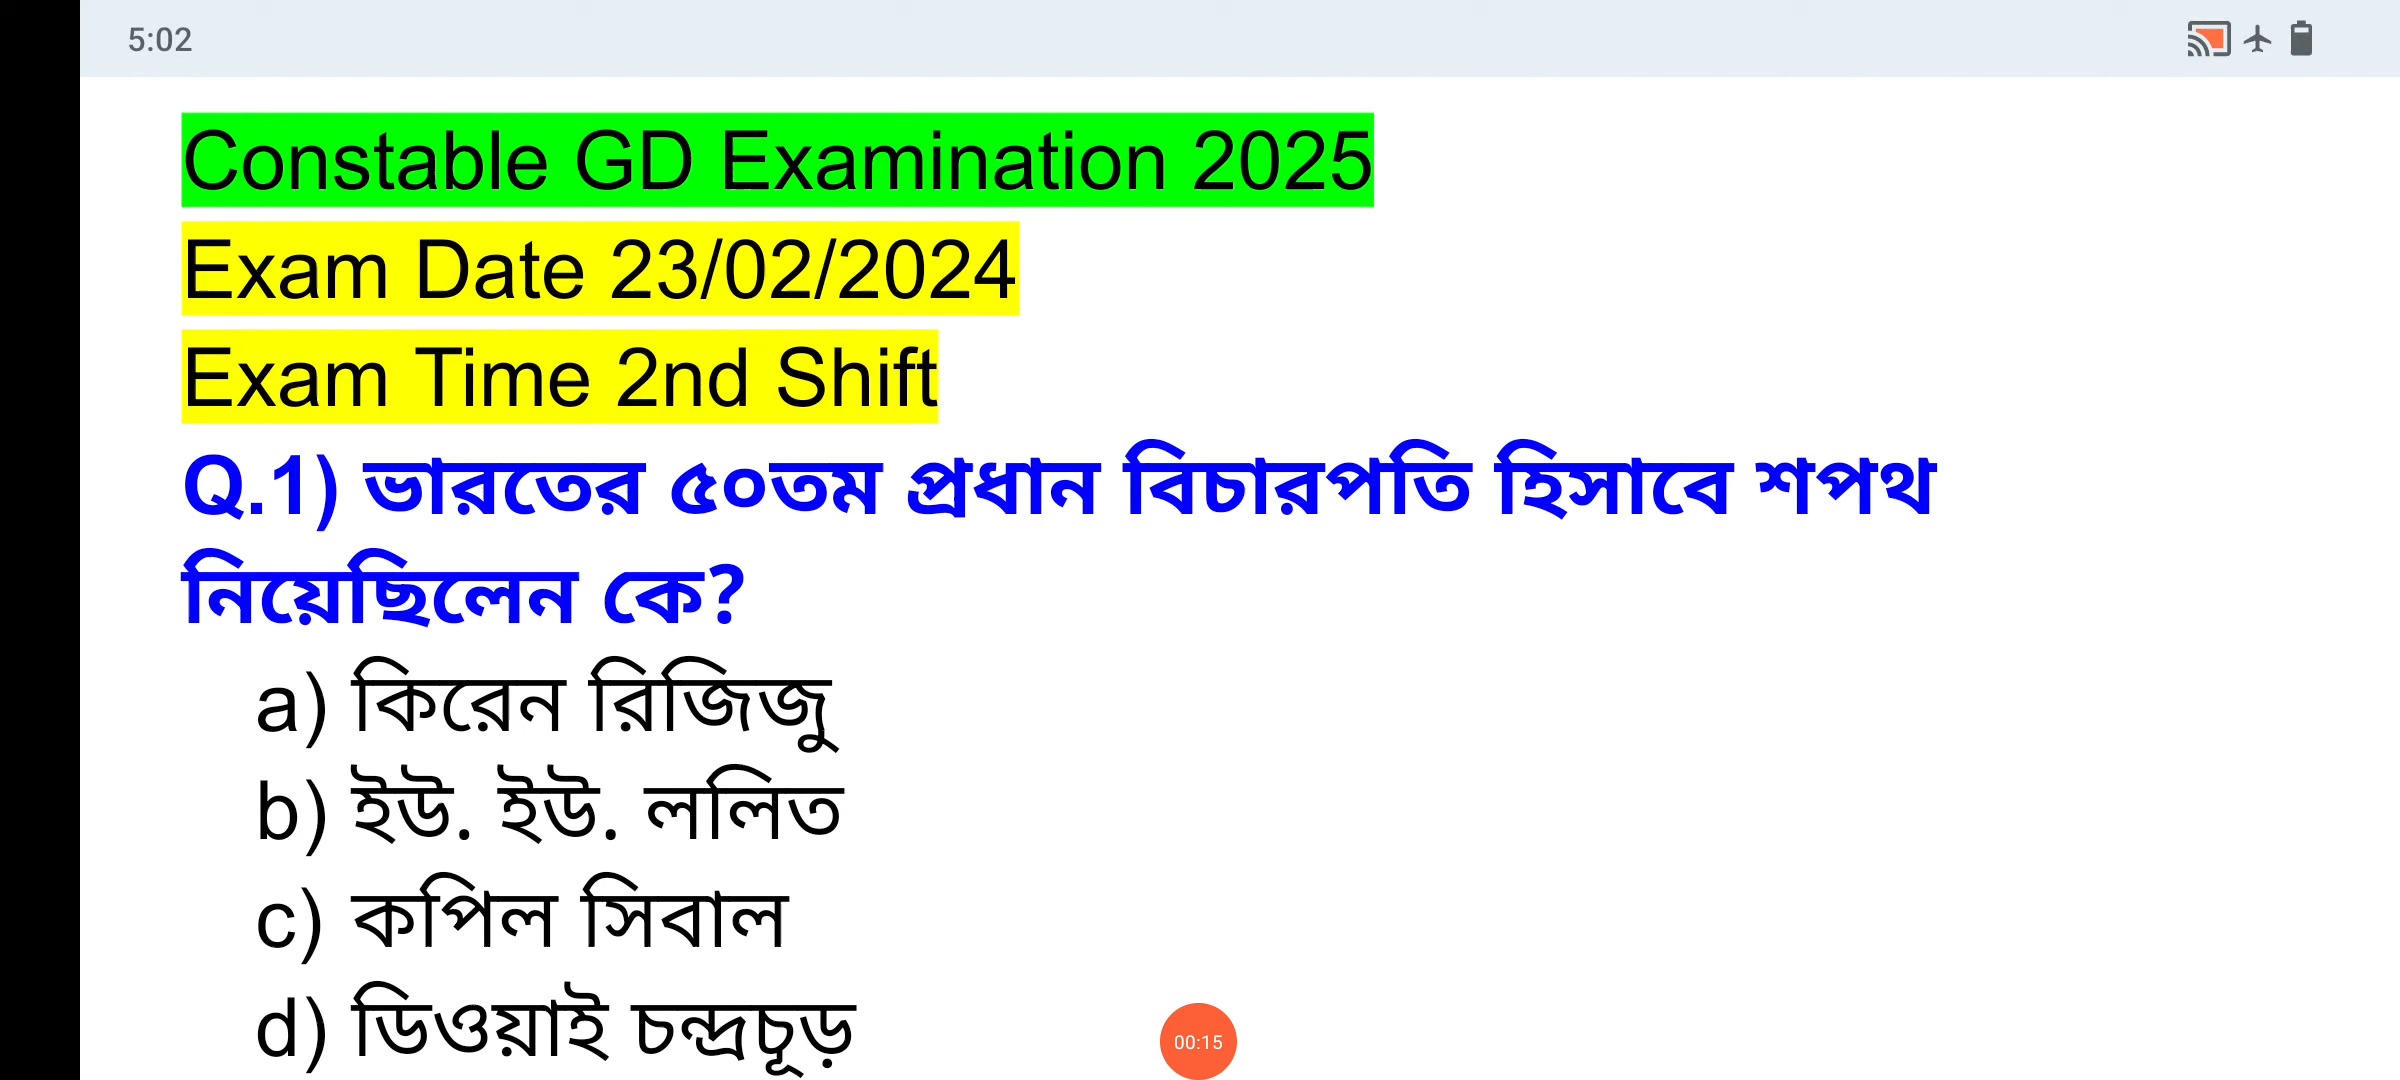 5:02
Constable GD Examination 2025
Exam Date 23/02/2024
Exam Time 2nd Shift
Q.1) ভারতের ৫০তম প্রধান বিচারপতি হিসাবে শপথ
নিয়েছিলেন কে?
a) কিরেন রিজিজু
b) ইউ. ইউ. ললিত
c) কপিল সিবাল
d) ডিওয়াই চন্দ্রচূড়
00:15